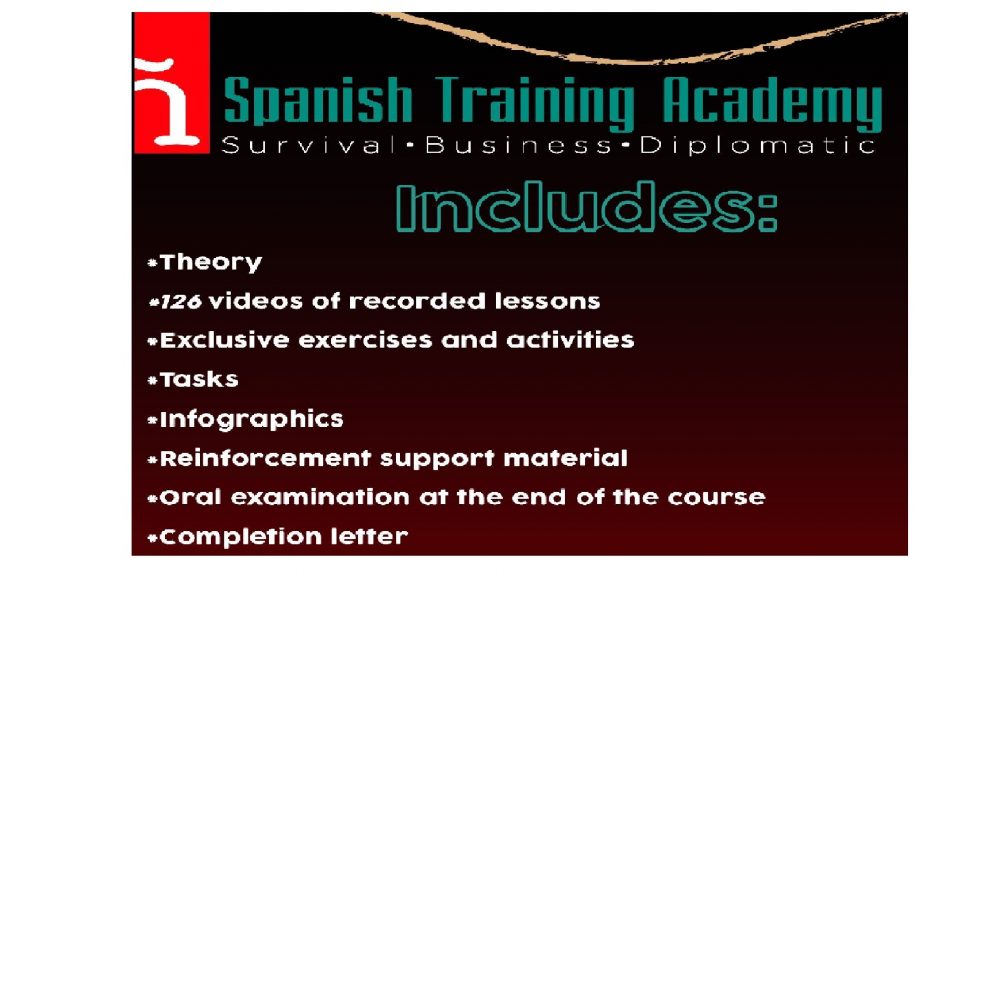 ñ
Spanish Training Academy
Survival•Business•Diplomatic
Includes:
*Theory
*126 videos of recorded lessons
*Exclusive exercises and activities
*Tasks
*Infographics
*Reinforcement support material
*Oral examination at the end of the course
*Completion letter